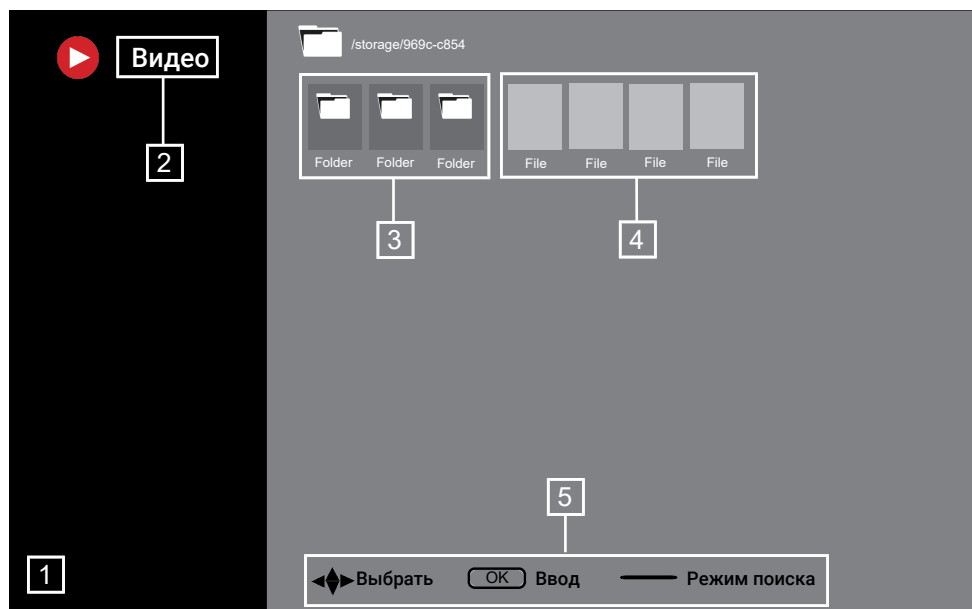 Видео
2
/storage/969c-c854
Folder Folder Folder File File File File
3 4
5
1
Выбрать OK Ввод Режим поиска